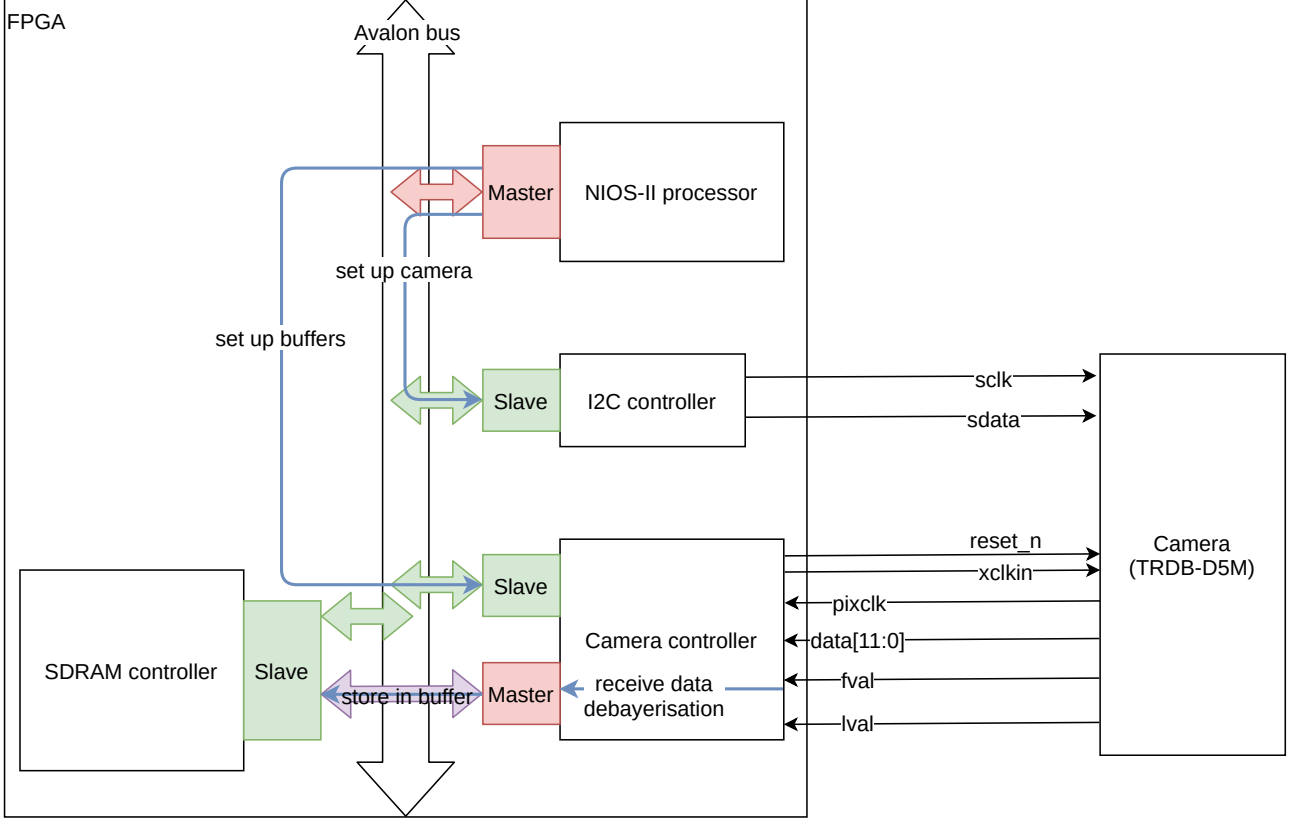 FPGA
Avalon bus
Master
NIOS-II processor
set up camera
set up buffers
Slave
I2C controller
sclk
sdata
Camera
(TRDB-D5M)
reset_n
xclkin
pixclk
data[11:0]
fval
lval
Slave
Camera controller
Master
receive data
debayerisation
store in buffer
SDRAM controller
Slave